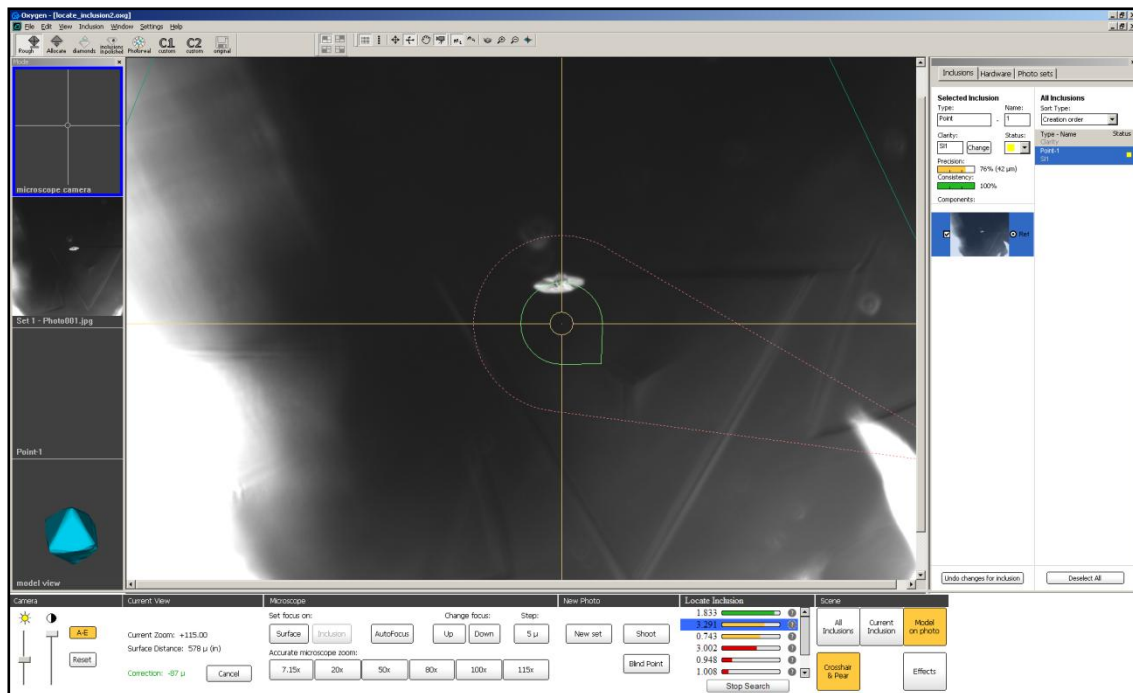 Oxygen - [locate_inclusion2.oxg]
File Edit View Inclusion Window Settings Help
Rough Allocate diamonds inclusions in polished PhotoReal C1 custom C2 custom original
Mode
microscope camera
Set 1 - Photo001.jpg
Point-1
model view
Inclusions Hardware Photo sets
Selected Inclusion
Type: Name:
Point - 1
Clarity: Status:
SI1 Change
Precision:
76% (42 μm)
Consistency:
100%
Components:
All Inclusions
Sort Type:
Creation order
Type - Name Status
Clarity
Point-1
SI1
Undo changes for inclusion Deselect All
Camera
A-E
Reset
Current View
Current Zoom: +115.00
Surface Distance: 578 μ (in)
Correction: -87 μ Cancel
Microscope
Set focus on: Change focus: Step:
Surface Inclusion AutoFocus Up Down 5 μ
Accurate microscope zoom:
7.15x 20x 50x 80x 100x 115x
New Photo
New set Shoot
Blind Point
Locate Inclusion
1.833
3.291
0.743
3.002
0.948
1.008
Stop Search
Scene
All Inclusions Current Inclusion Model on photo
Crosshair & Pear Effects